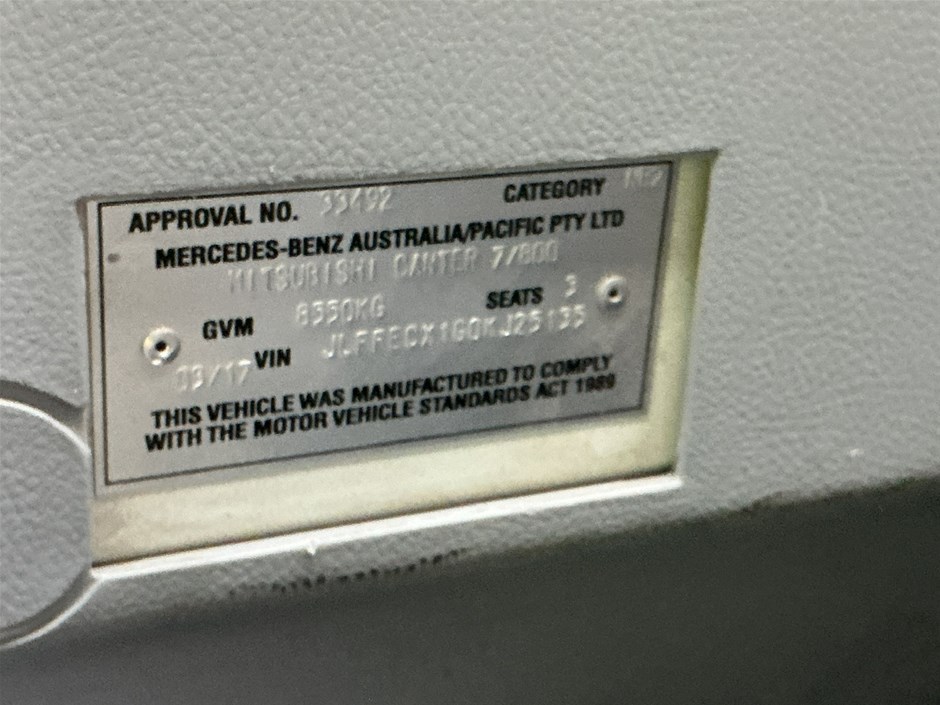 APPROVAL NO. 33492 CATEGORY
MERCEDES-BENZ AUSTRALIA/PACIFIC PTY LTD
MITSUBISHI CANTER 7/800
GVM 8550KG SEATS 3
03/17 VIN JLFFECX1G0KJ25135
THIS VEHICLE WAS MANUFACTURED TO COMPLY
WITH THE MOTOR VEHICLE STANDARDS ACT 1989